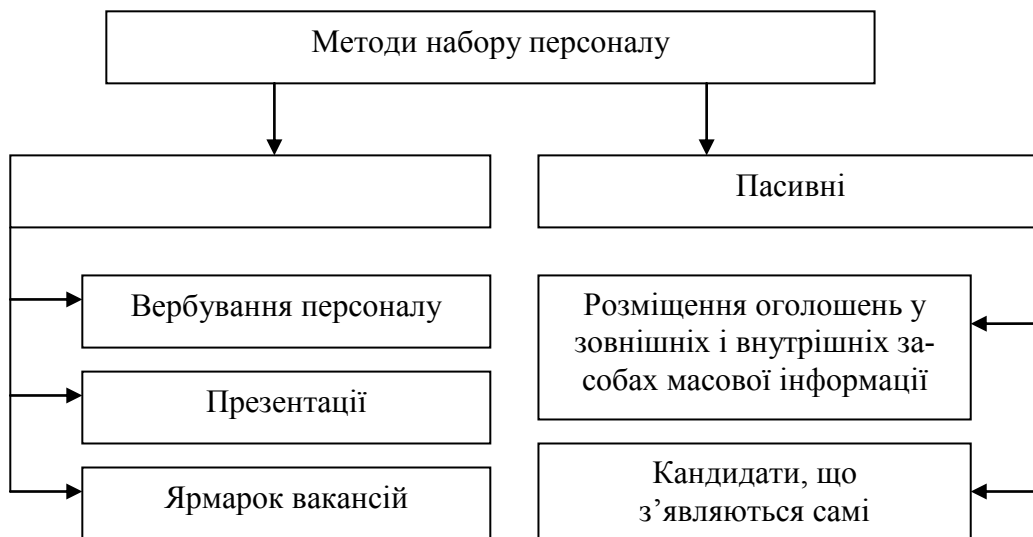 Методи набору персоналу
Пасивні
Вербування персоналу
Презентації
Ярмарок вакансій
Розміщення оголошень у
зовнішніх і внутрішніх за-
собах масової інформації
Кандидати, що
з’являються самі